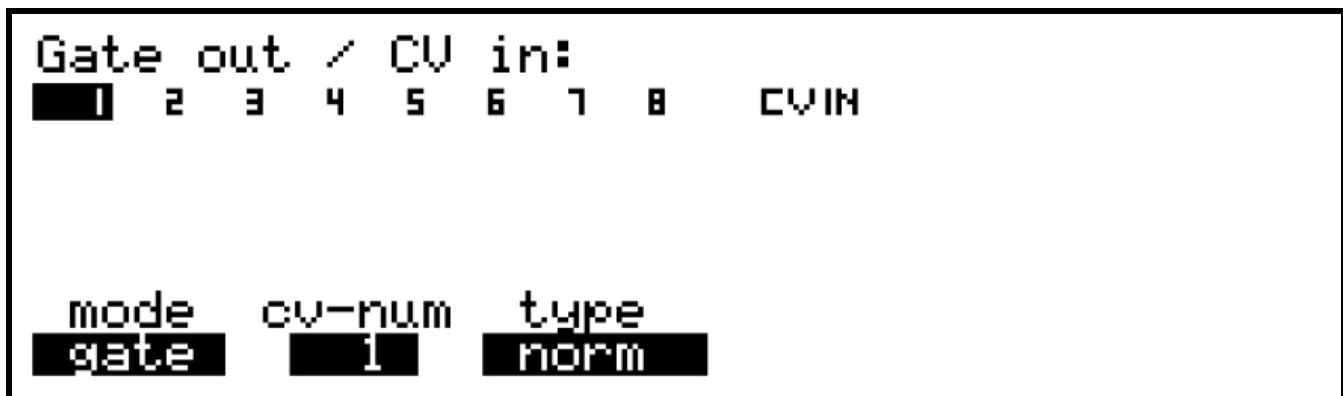 Gate out / CV in:
1 2 3 4 5 6 7 8 CVIN
mode cv-num type
gate 1 norm